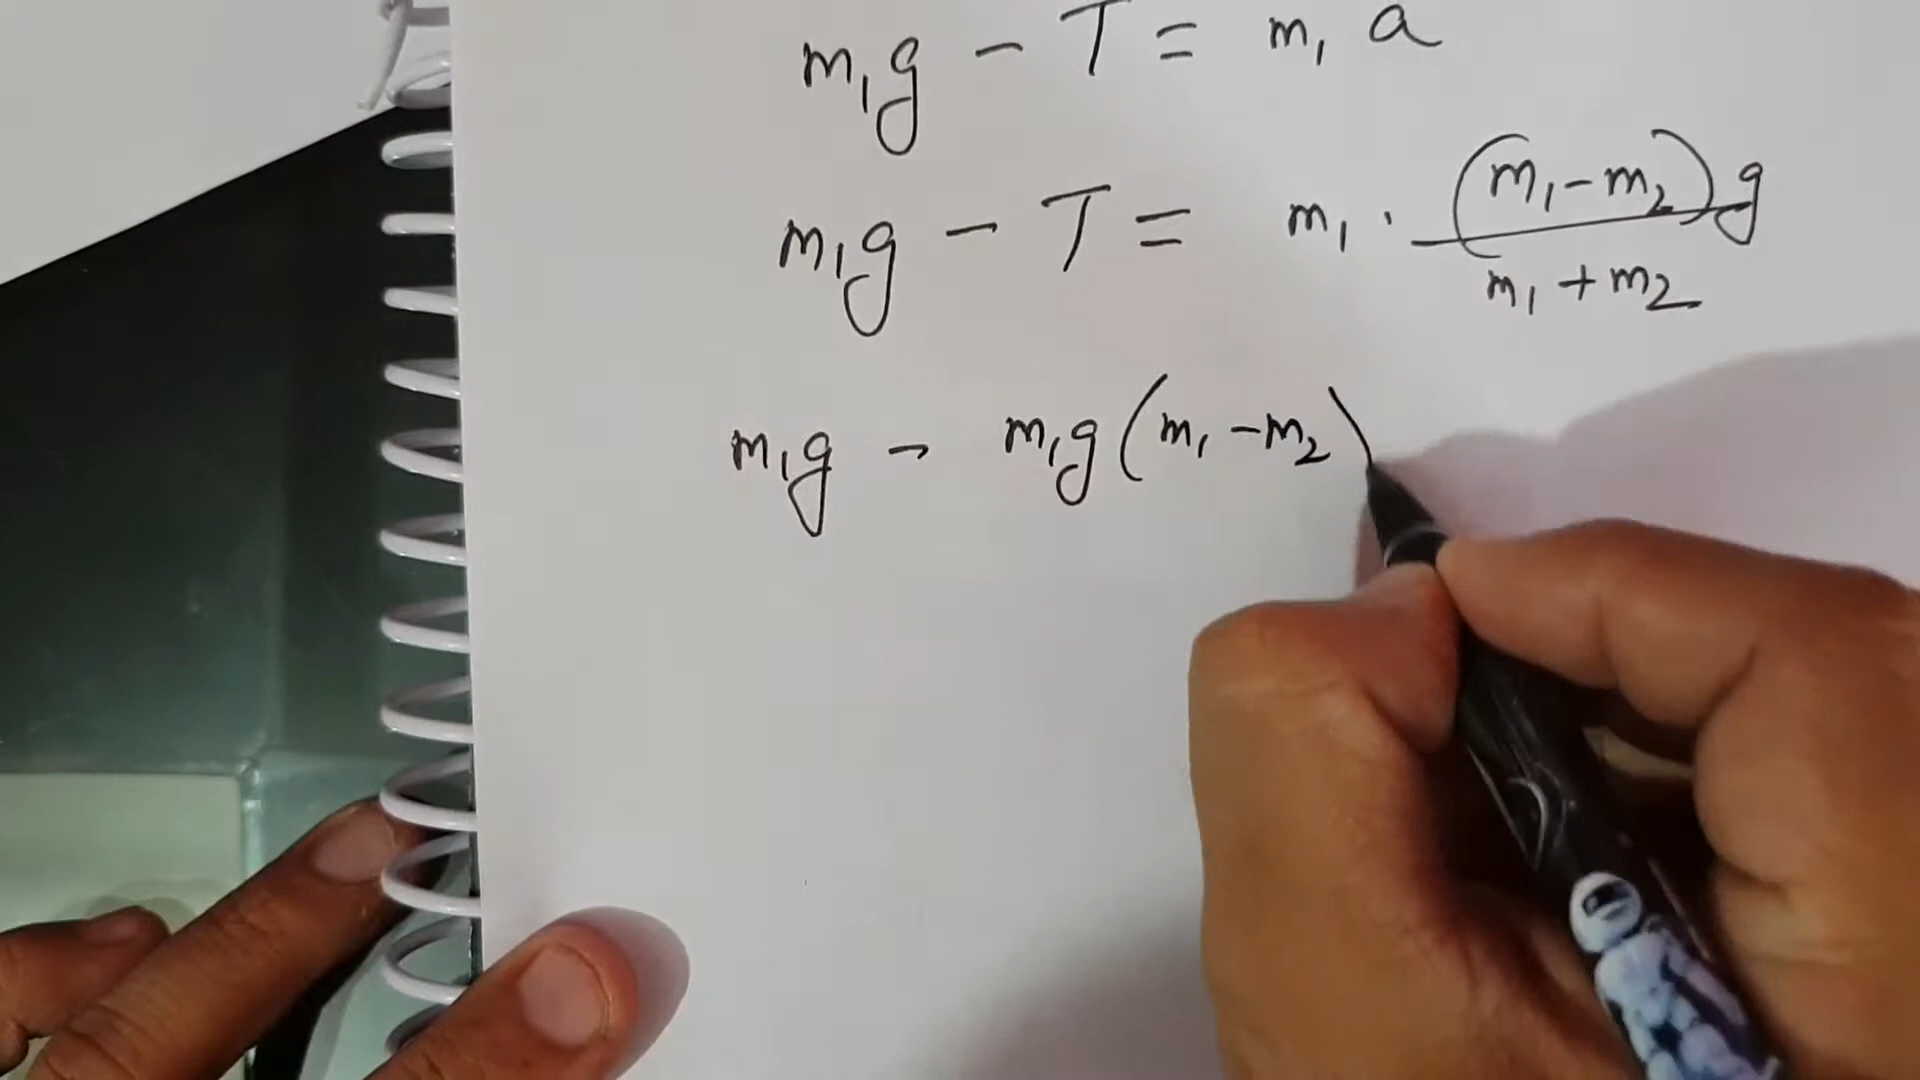 m₁g - T = m₁ a
m₁g - T = m₁ · (m₁-m₂)g / m₁+m₂
m₁g - m₁g(m₁-m₂)